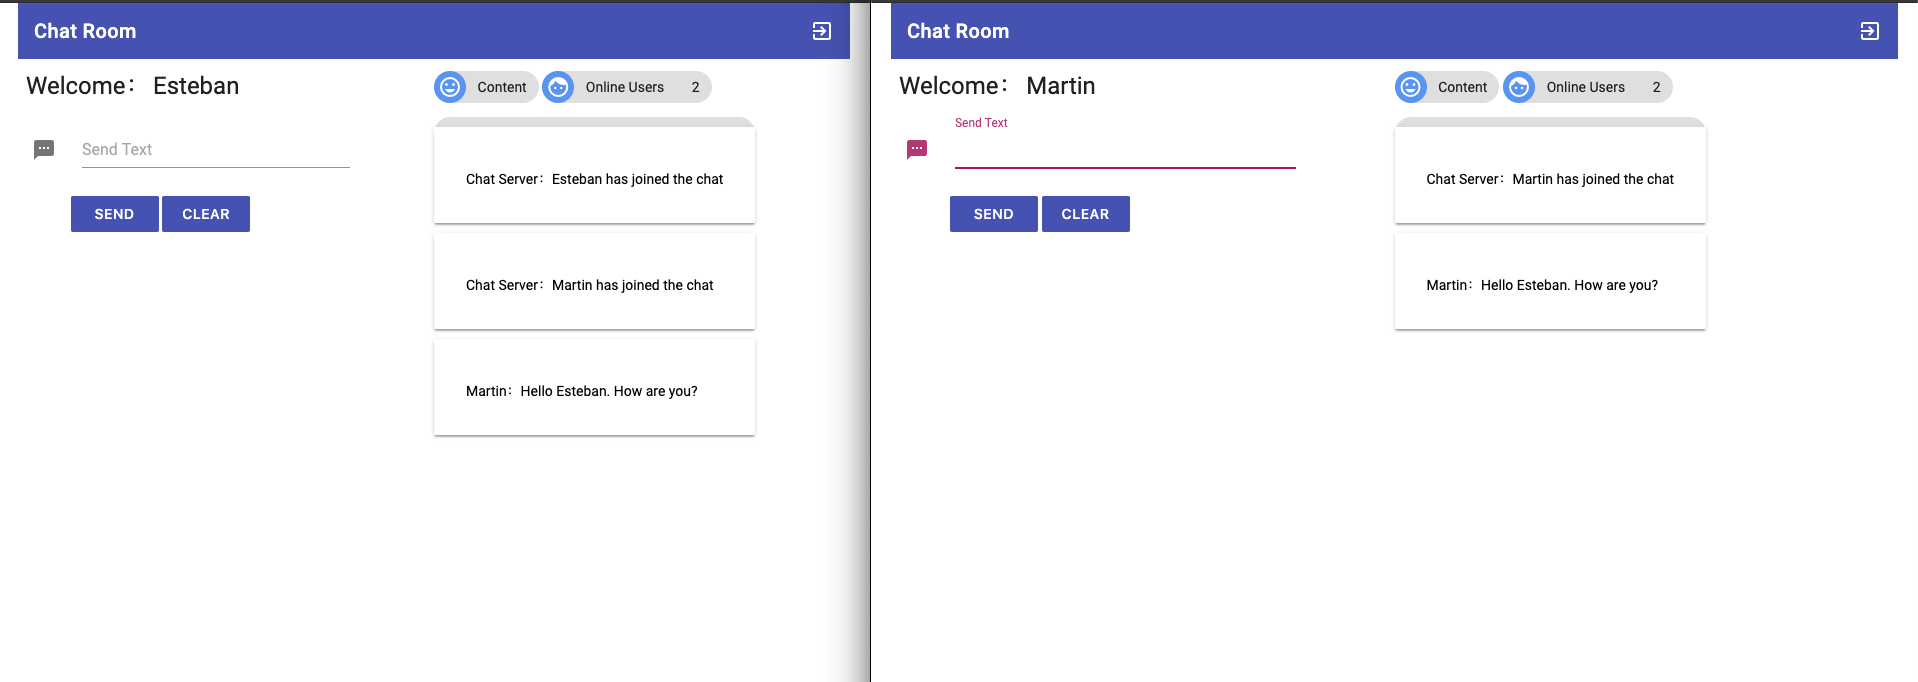 Chat Room
Welcome： Esteban
Content
Online Users 2
Send Text
SEND CLEAR
Chat Server：Esteban has joined the chat
Chat Server：Martin has joined the chat
Martin：Hello Esteban. How are you?
Chat Room
Welcome： Martin
Content
Online Users 2
Send Text
SEND CLEAR
Chat Server：Martin has joined the chat
Martin：Hello Esteban. How are you?